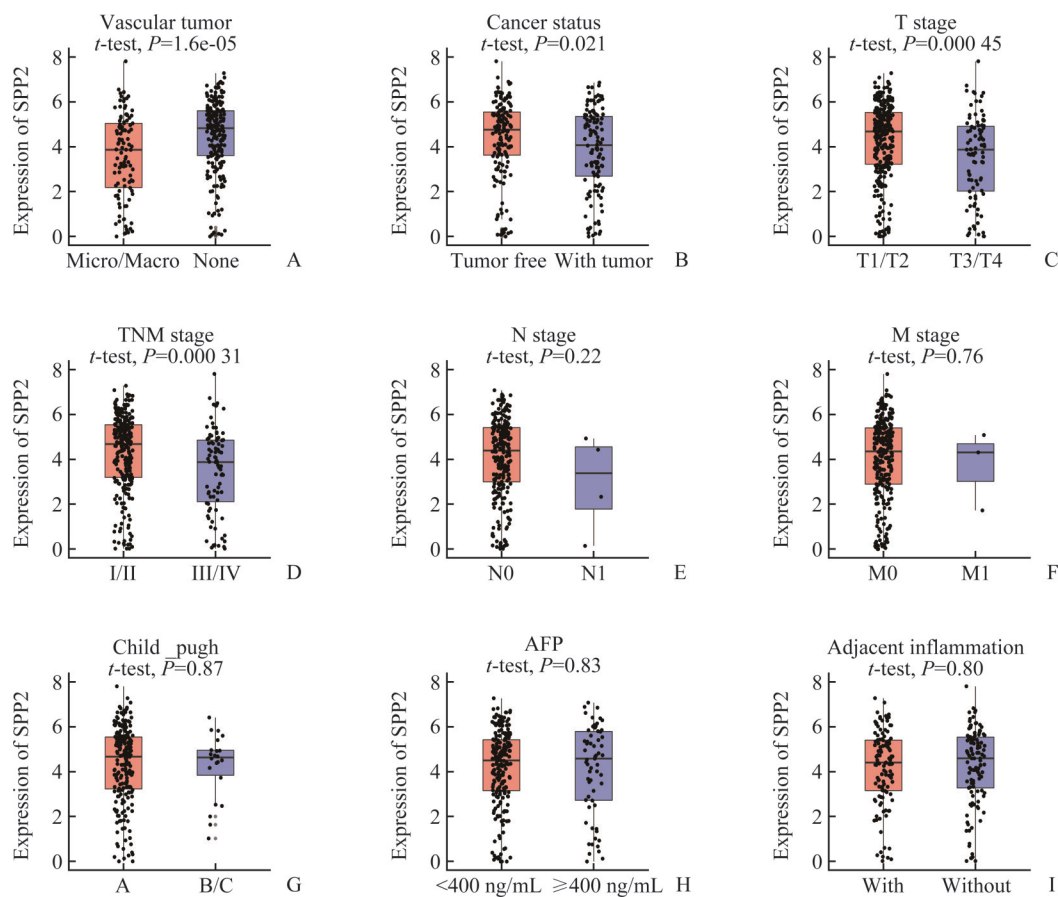 Vascular tumor
t-test, P=1.6e-05
Expression of SPP2
8
6
4
2
0
Micro/Macro None
A
Cancer status
t-test, P=0.021
Expression of SPP2
8
6
4
2
0
Tumor free With tumor
B
T stage
t-test, P=0.000 45
Expression of SPP2
8
6
4
2
0
T1/T2 T3/T4
C
TNM stage
t-test, P=0.000 31
Expression of SPP2
8
6
4
2
0
I/II III/IV
D
N stage
t-test, P=0.22
Expression of SPP2
8
6
4
2
0
N0 N1
E
M stage
t-test, P=0.76
Expression of SPP2
8
6
4
2
0
M0 M1
F
Child _pugh
t-test, P=0.87
Expression of SPP2
8
6
4
2
0
A B/C
G
AFP
t-test, P=0.83
Expression of SPP2
8
6
4
2
0
<400 ng/mL ≥400 ng/mL
H
Adjacent inflammation
t-test, P=0.80
Expression of SPP2
8
6
4
2
0
With Without
I